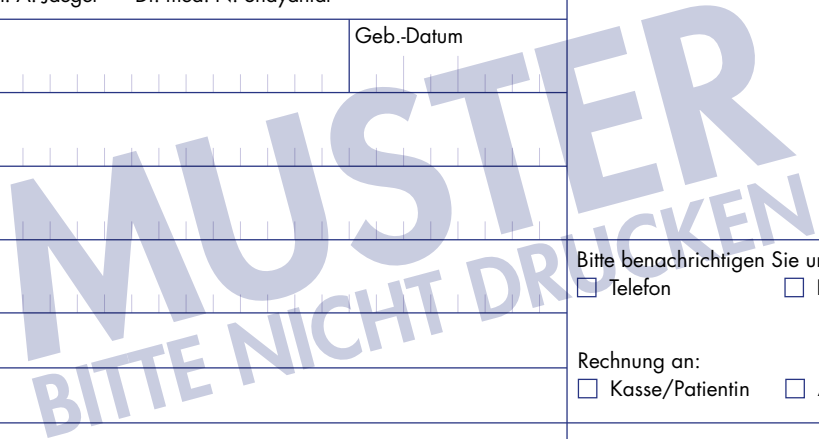 Geb.-Datum
MUSTER
BITTE NICHT DRUCKEN
Bitte benachrichtigen Sie
Telefon
Rechnung an:
Kasse/Patientin